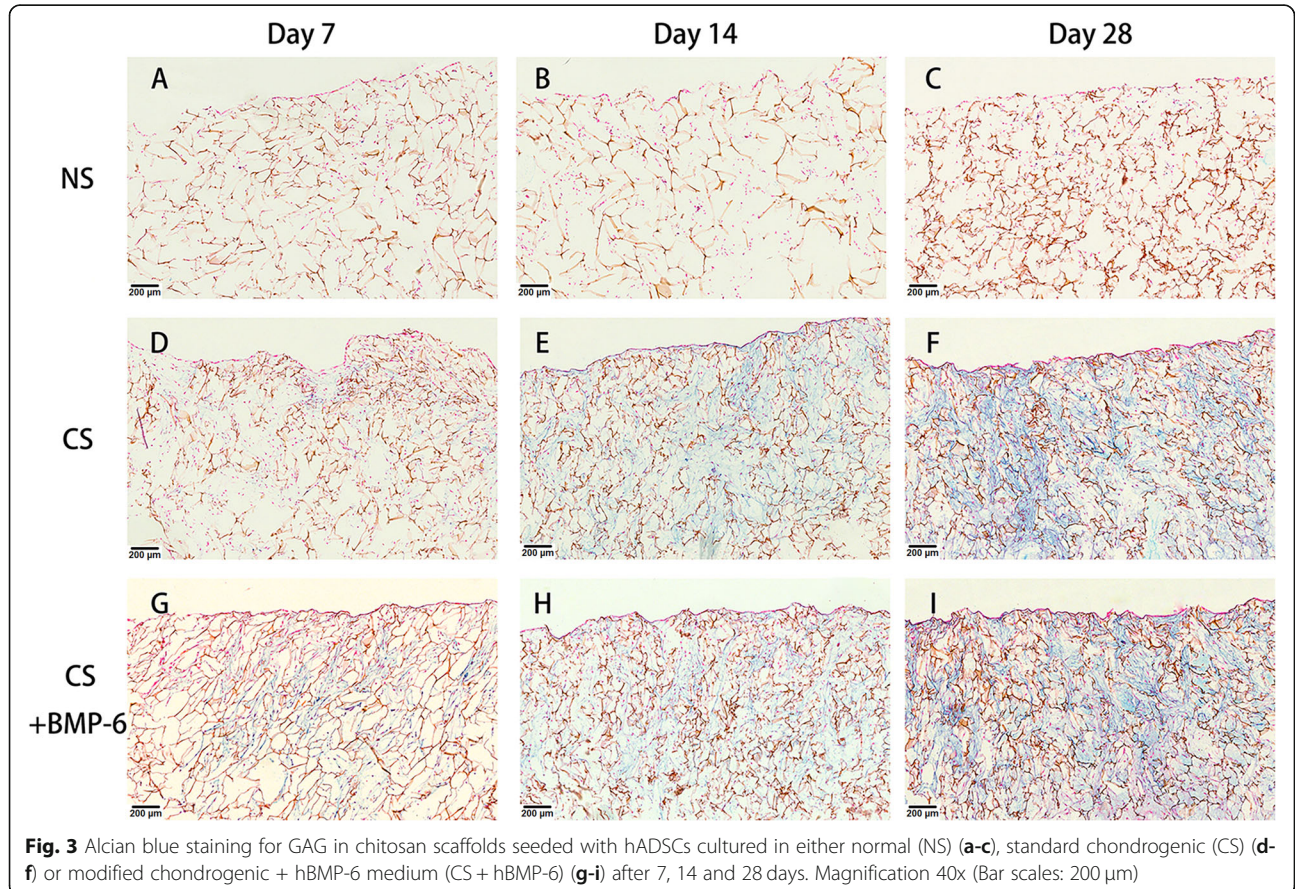 Day 7
Day 14
Day 28
NS
A
200 µm
B
200 µm
C
200 µm
CS
D
200 µm
E
200 µm
F
200 µm
CS
+BMP-6
G
200 µm
H
200 µm
I
200 µm
Fig. 3 Alcian blue staining for GAG in chitosan scaffolds seeded with hADSCs cultured in either normal (NS) (a-c), standard chondrogenic (CS) (d-
f) or modified chondrogenic + hBMP-6 medium (CS + hBMP-6) (g-i) after 7, 14 and 28 days. Magnification 40x (Bar scales: 200 µm)